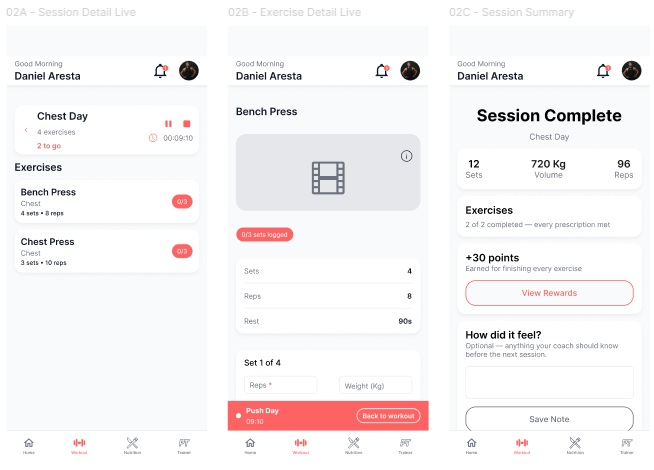 02A - Session Detail Live
Good Morning
Daniel Aresta
Chest Day
4 exercises
2 to go
00:09:10
Exercises
Bench Press
Chest
4 sets • 8 reps
0/3
Chest Press
Chest
3 sets • 10 reps
0/3
Home
Workout
Nutrition
Trainer
02B - Exercise Detail Live
Good Morning
Daniel Aresta
Bench Press
0/3 sets logged
Sets 4
Reps 8
Rest 90s
Set 1 of 4
Reps *
Weight (Kg)
Push Day
09:10
Back to workout
Home
Workout
Nutrition
Trainer
02C - Session Summary
Good Morning
Daniel Aresta
Session Complete
Chest Day
12 720 Kg 96
Sets Volume Reps
Exercises
2 of 2 completed — every prescription met
+30 points
Earned for finishing every exercise
View Rewards
How did it feel?
Optional — anything your coach should know
before the next session.
Save Note
Home
Workout
Nutrition
Trainer